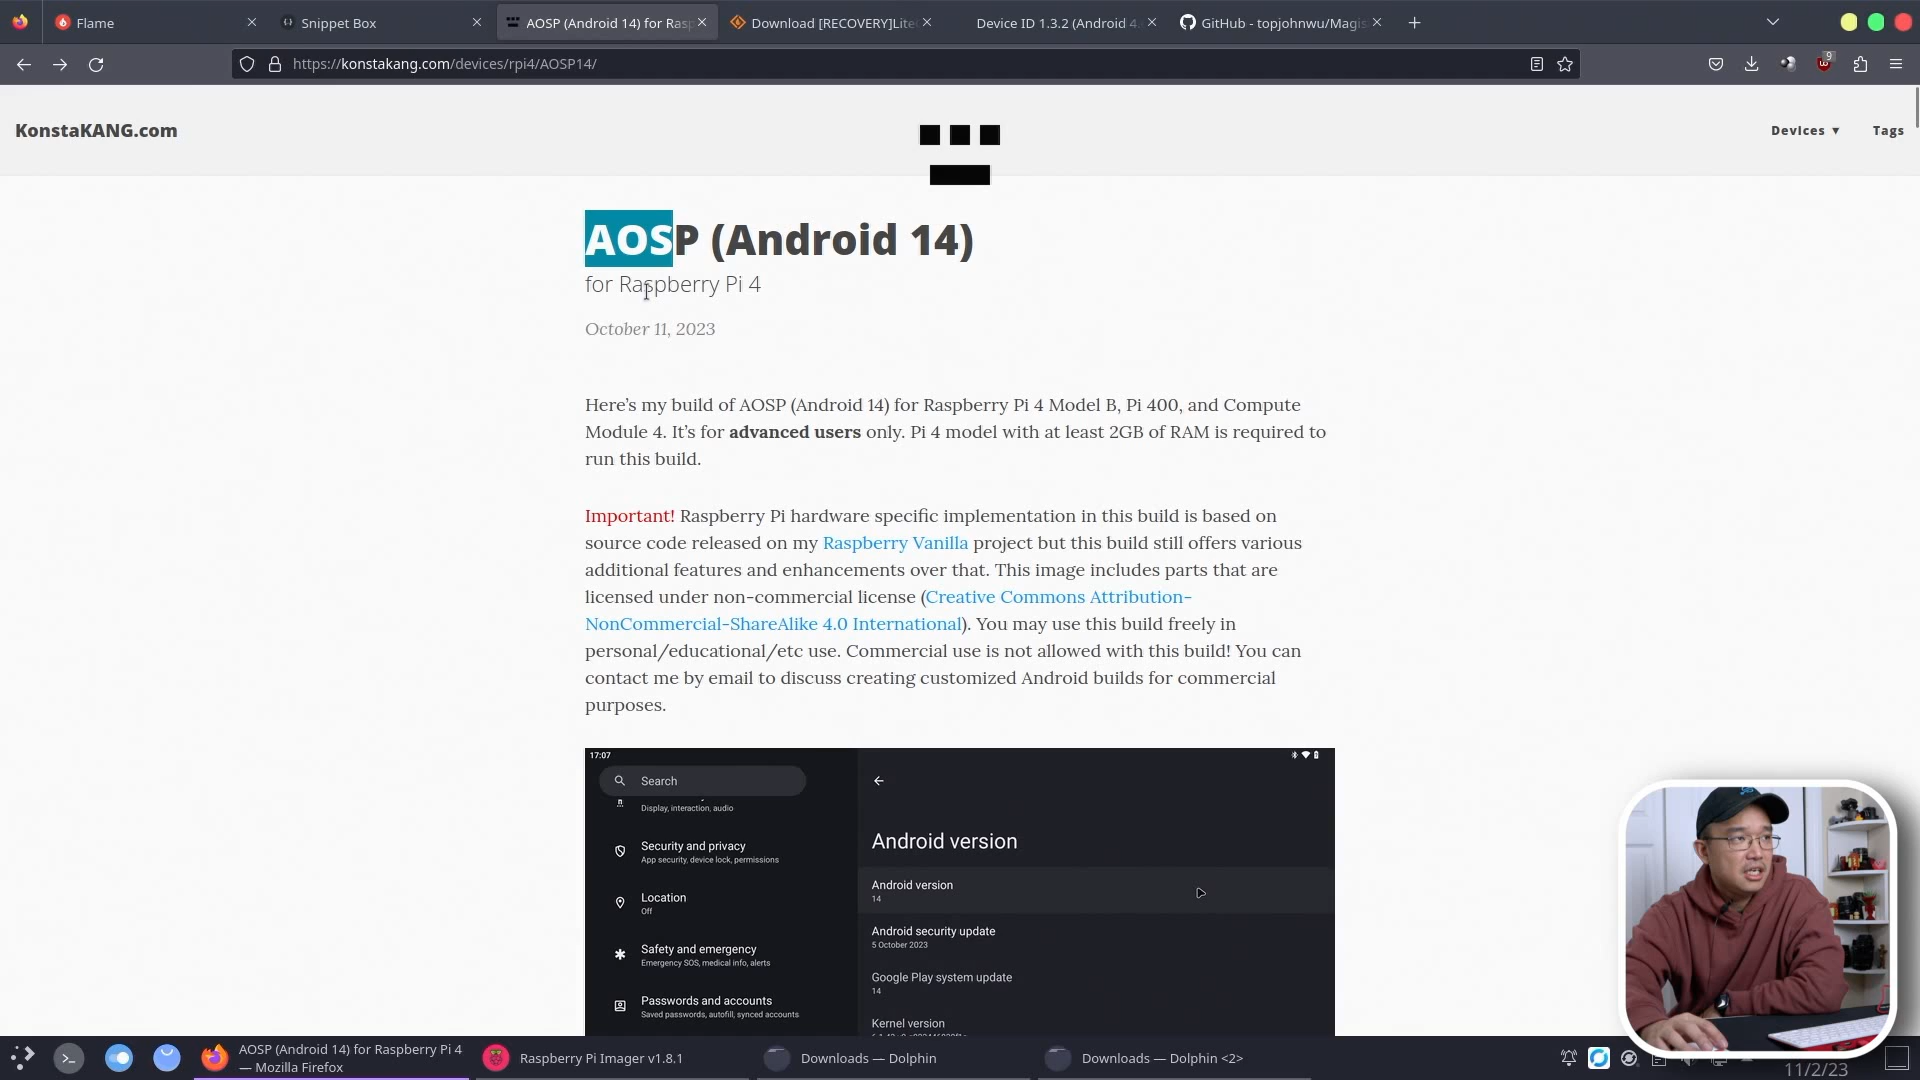 Flame
Snippet Box
AOSP (Android 14) for Rasp
Download [RECOVERY]Lite
Device ID 1.3.2 (Android 4.
GitHub - topjohnwu/Magis
https://konstakang.com/devices/rpi4/AOSP14/
9
KonstaKANG.com
Devices ▼
Tags
AOSP (Android 14)
for Raspberry Pi 4
October 11, 2023
Here’s my build of AOSP (Android 14) for Raspberry Pi 4 Model B, Pi 400, and Compute
Module 4. It’s for advanced users only. Pi 4 model with at least 2GB of RAM is required to
run this build.
Important! Raspberry Pi hardware specific implementation in this build is based on
source code released on my Raspberry Vanilla project but this build still offers various
additional features and enhancements over that. This image includes parts that are
licensed under non-commercial license (Creative Commons Attribution-
NonCommercial-ShareAlike 4.0 International). You may use this build freely in
personal/educational/etc use. Commercial use is not allowed with this build! You can
contact me by email to discuss creating customized Android builds for commercial
purposes.
17:07
Search
Display, interaction, audio
Security and privacy
App security, device lock, permissions
Location
Off
Safety and emergency
Emergency SOS, medical info, alerts
Passwords and accounts
Saved passwords, autofill, synced accounts
Android version
Android version
14
Android security update
5 October 2023
Google Play system update
14
Kernel version
AOSP (Android 14) for Raspberry Pi 4
— Mozilla Firefox
Raspberry Pi Imager v1.8.1
Downloads — Dolphin
Downloads — Dolphin <2>
11/2/23